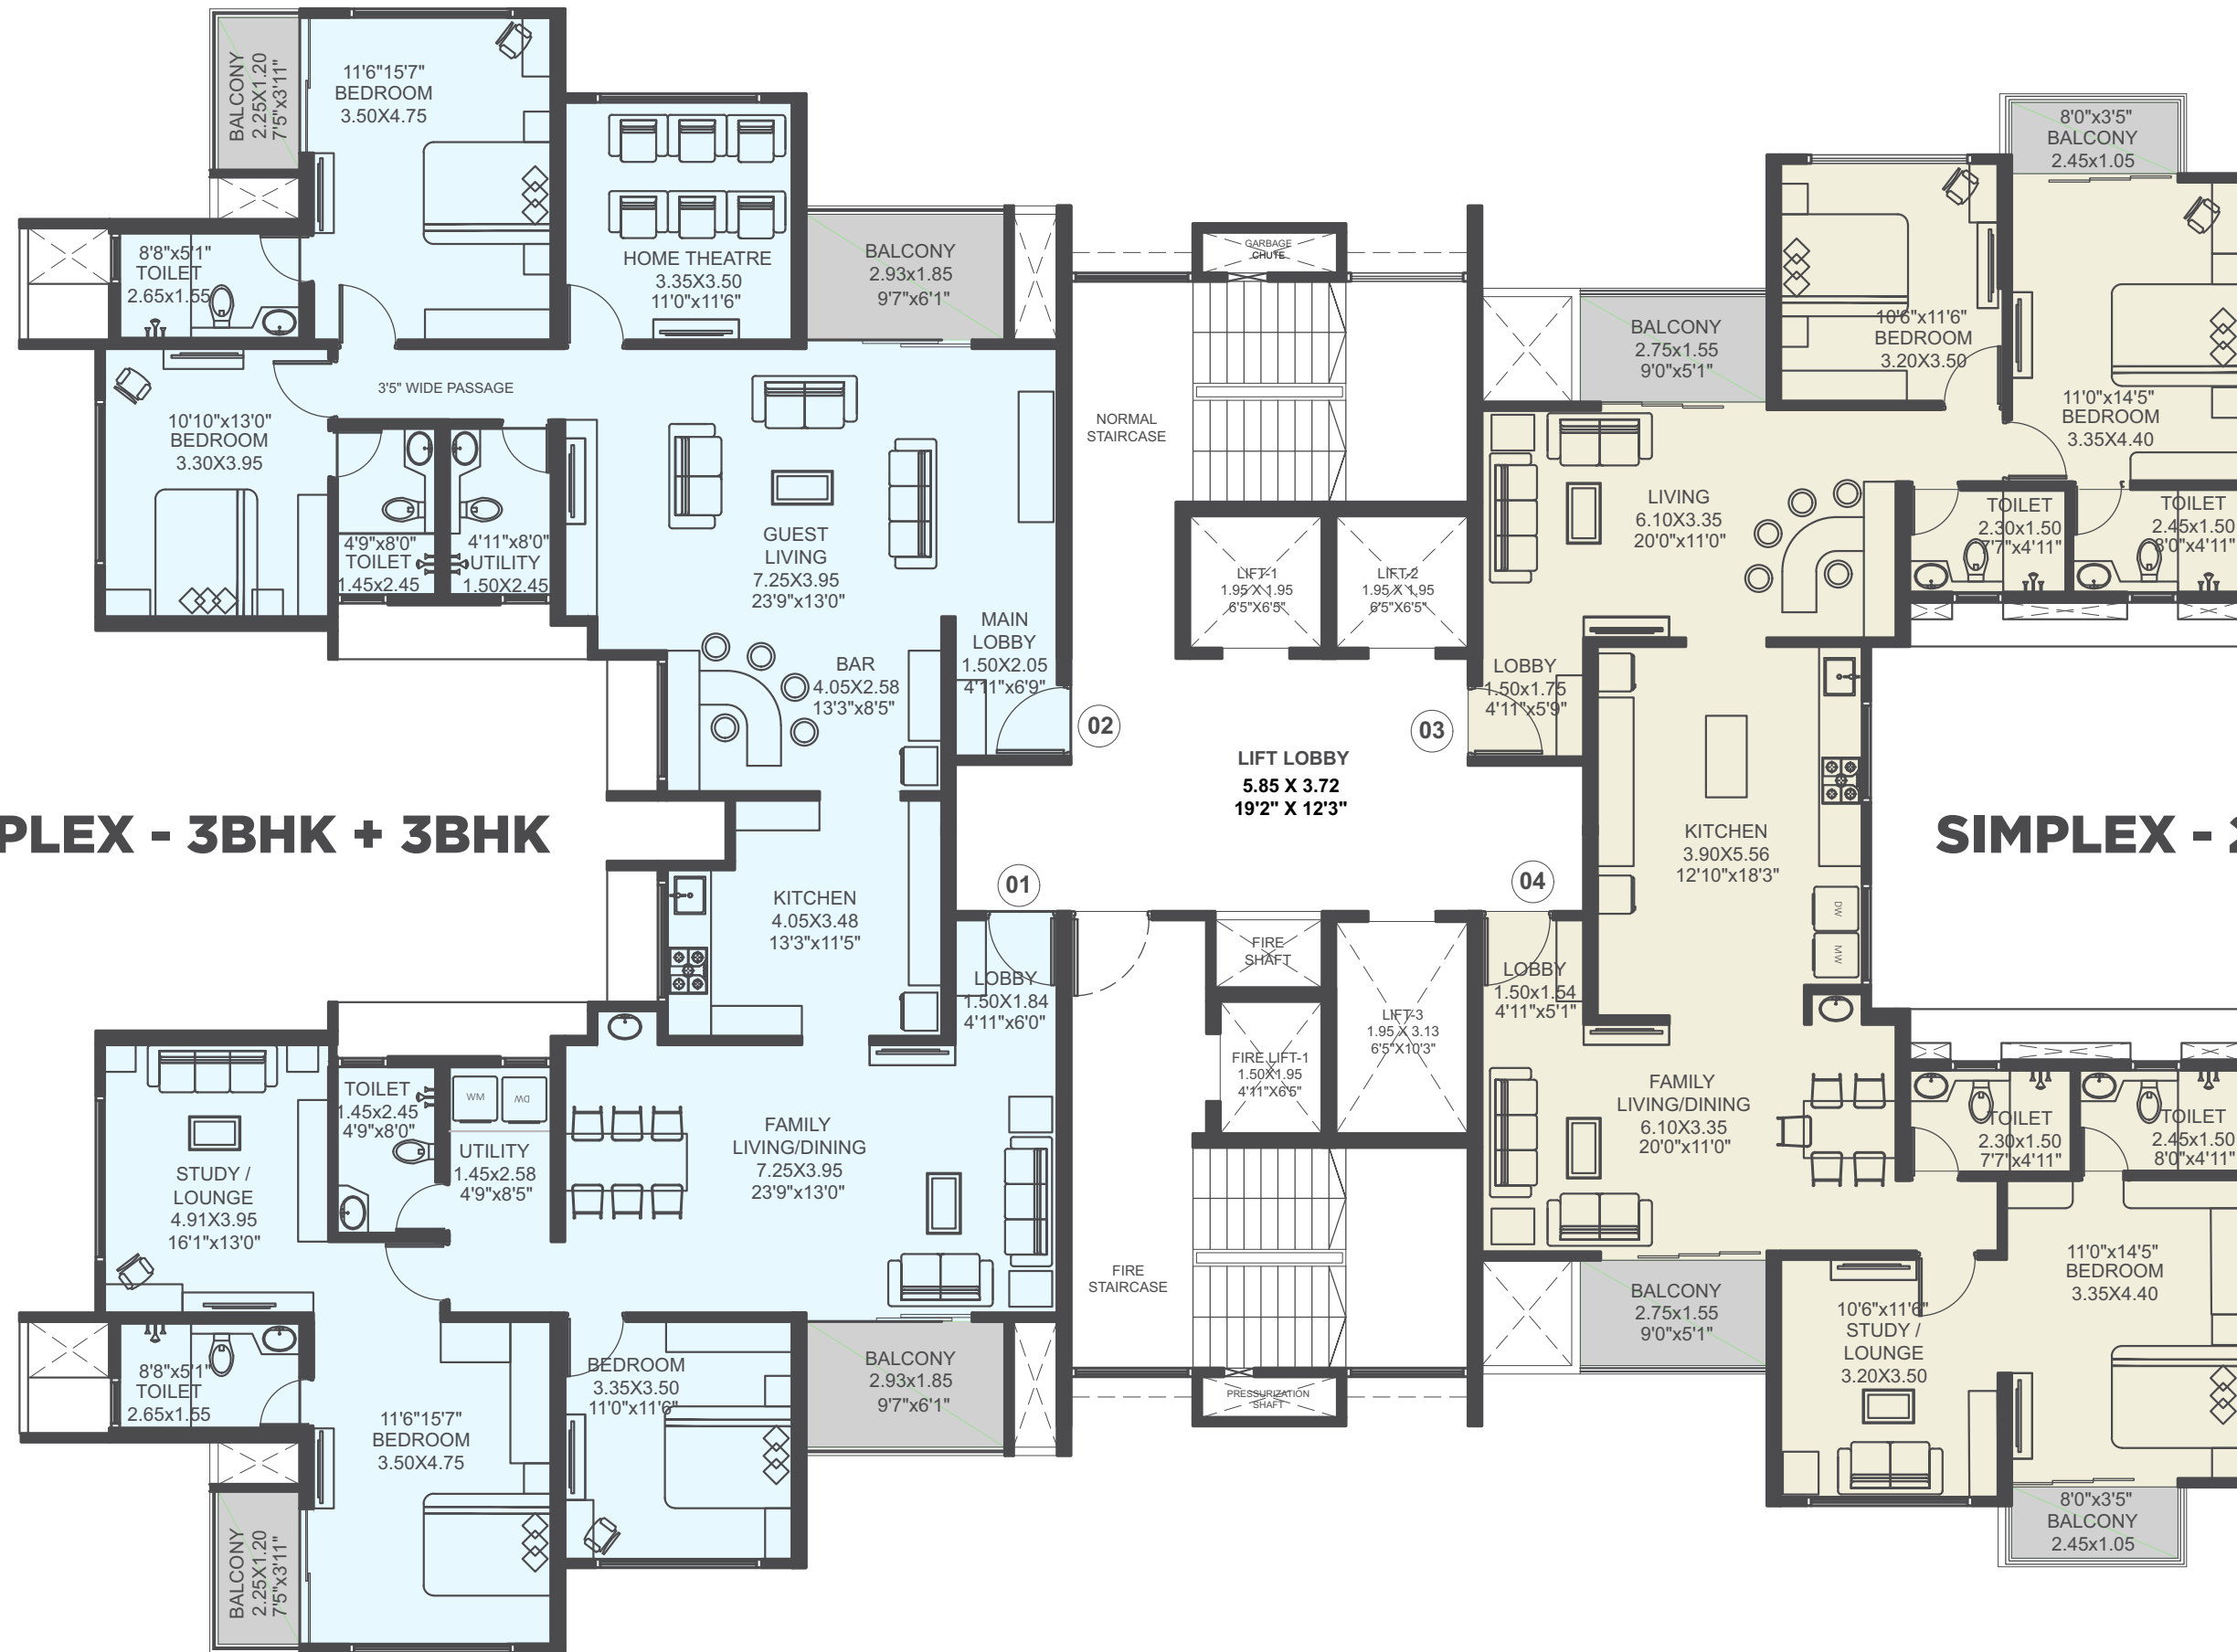 BALCONY
2.25X1.20
7'5"x3'11"
11'6"15'7"
BEDROOM
3.50X4.75
8'8"x5'1"
TOILET
2.65x1.55
HOME THEATRE
3.35X3.50
11'0"x11'6"
BALCONY
2.93x1.85
9'7"x6'1"
3'5" WIDE PASSAGE
10'10"x13'0"
BEDROOM
3.30X3.95
4'9"x8'0"
TOILET
1.45x2.45
4'11"x8'0"
UTILITY
1.50X2.45
GUEST
LIVING
7.25X3.95
23'9"x13'0"
MAIN
LOBBY
1.50X2.05
4'11"x6'9"
BAR
4.05X2.58
13'3"x8'5"
02
PLEX - 3BHK + 3BHK
KITCHEN
4.05X3.48
13'3"x11'5"
01
LOBBY
1.50X1.84
4'11"x6'0"
TOILET
1.45x2.45
4'9"x8'0"
WM
DW
UTILITY
1.45x2.58
4'9"x8'5"
STUDY /
LOUNGE
4.91X3.95
16'1"x13'0"
FAMILY
LIVING/DINING
7.25X3.95
23'9"x13'0"
8'8"x5'1"
TOILET
2.65x1.55
11'6"15'7"
BEDROOM
3.50X4.75
BALCONY
2.25X1.20
7'5"x3'11"
BEDROOM
3.35X3.50
11'0"x11'6"
BALCONY
2.93x1.85
9'7"x6'1"
GARBAGE
CHUTE
NORMAL
STAIRCASE
LIFT-1
1.95 X 1.95
6'5"X6'5"
LIFT-2
1.95 X 1.95
6'5"X6'5"
LIFT LOBBY
5.85 X 3.72
19'2" X 12'3"
FIRE
SHAFT
FIRE LIFT-1
1.50X1.95
4'11"X6'5"
LIFT-3
1.95 X 3.13
6'5"X10'3"
FIRE
STAIRCASE
PRESSURIZATION
SHAFT
8'0"x3'5"
BALCONY
2.45x1.05
BALCONY
2.75x1.55
9'0"x5'1"
10'6"x11'6"
BEDROOM
3.20X3.50
11'0"x14'5"
BEDROOM
3.35X4.40
LIVING
6.10X3.35
20'0"x11'0"
TOILET
2.30x1.50
7'7"x4'11"
TOILET
2.45x1.50
8'0"x4'11"
LOBBY
1.50x1.75
4'11"x5'9"
03
SIMPLEX -
KITCHEN
3.90X5.56
12'10"x18'3"
DW
MW
04
LOBBY
1.50x1.54
4'11"x5'1"
FAMILY
LIVING/DINING
6.10X3.35
20'0"x11'0"
TOILET
2.30x1.50
7'7"x4'11"
TOILET
2.45x1.50
8'0"x4'11"
BALCONY
2.75x1.55
9'0"x5'1"
10'6"x11'6"
STUDY /
LOUNGE
3.20X3.50
11'0"x14'5"
BEDROOM
3.35X4.40
8'0"x3'5"
BALCONY
2.45x1.05